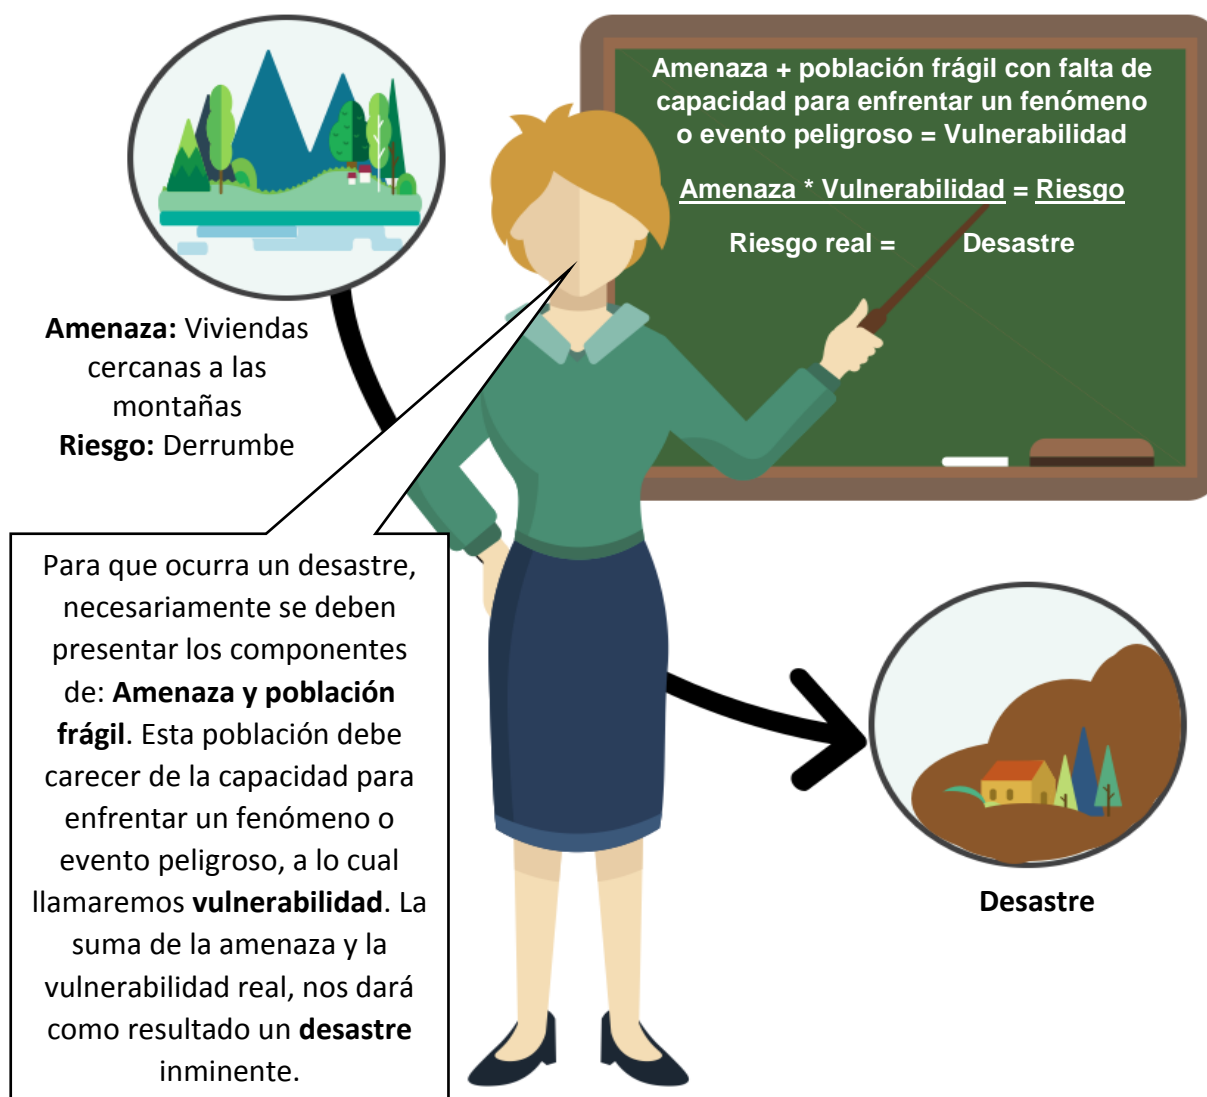 Amenaza + población frágil con falta de
capacidad para enfrentar un fenómeno
o evento peligroso = Vulnerabilidad
Amenaza * Vulnerabilidad = Riesgo
Riesgo real = Desastre
Amenaza: Viviendas
cercanas a las
montañas
Riesgo: Derrumbe
Para que ocurra un desastre,
necesariamente se deben
presentar los componentes
de: Amenaza y población
frágil. Esta población debe
carecer de la capacidad para
enfrentar un fenómeno o
evento peligroso, a lo cual
llamaremos vulnerabilidad. La
suma de la amenaza y la
vulnerabilidad real, nos dará
como resultado un desastre
inminente.
Desastre